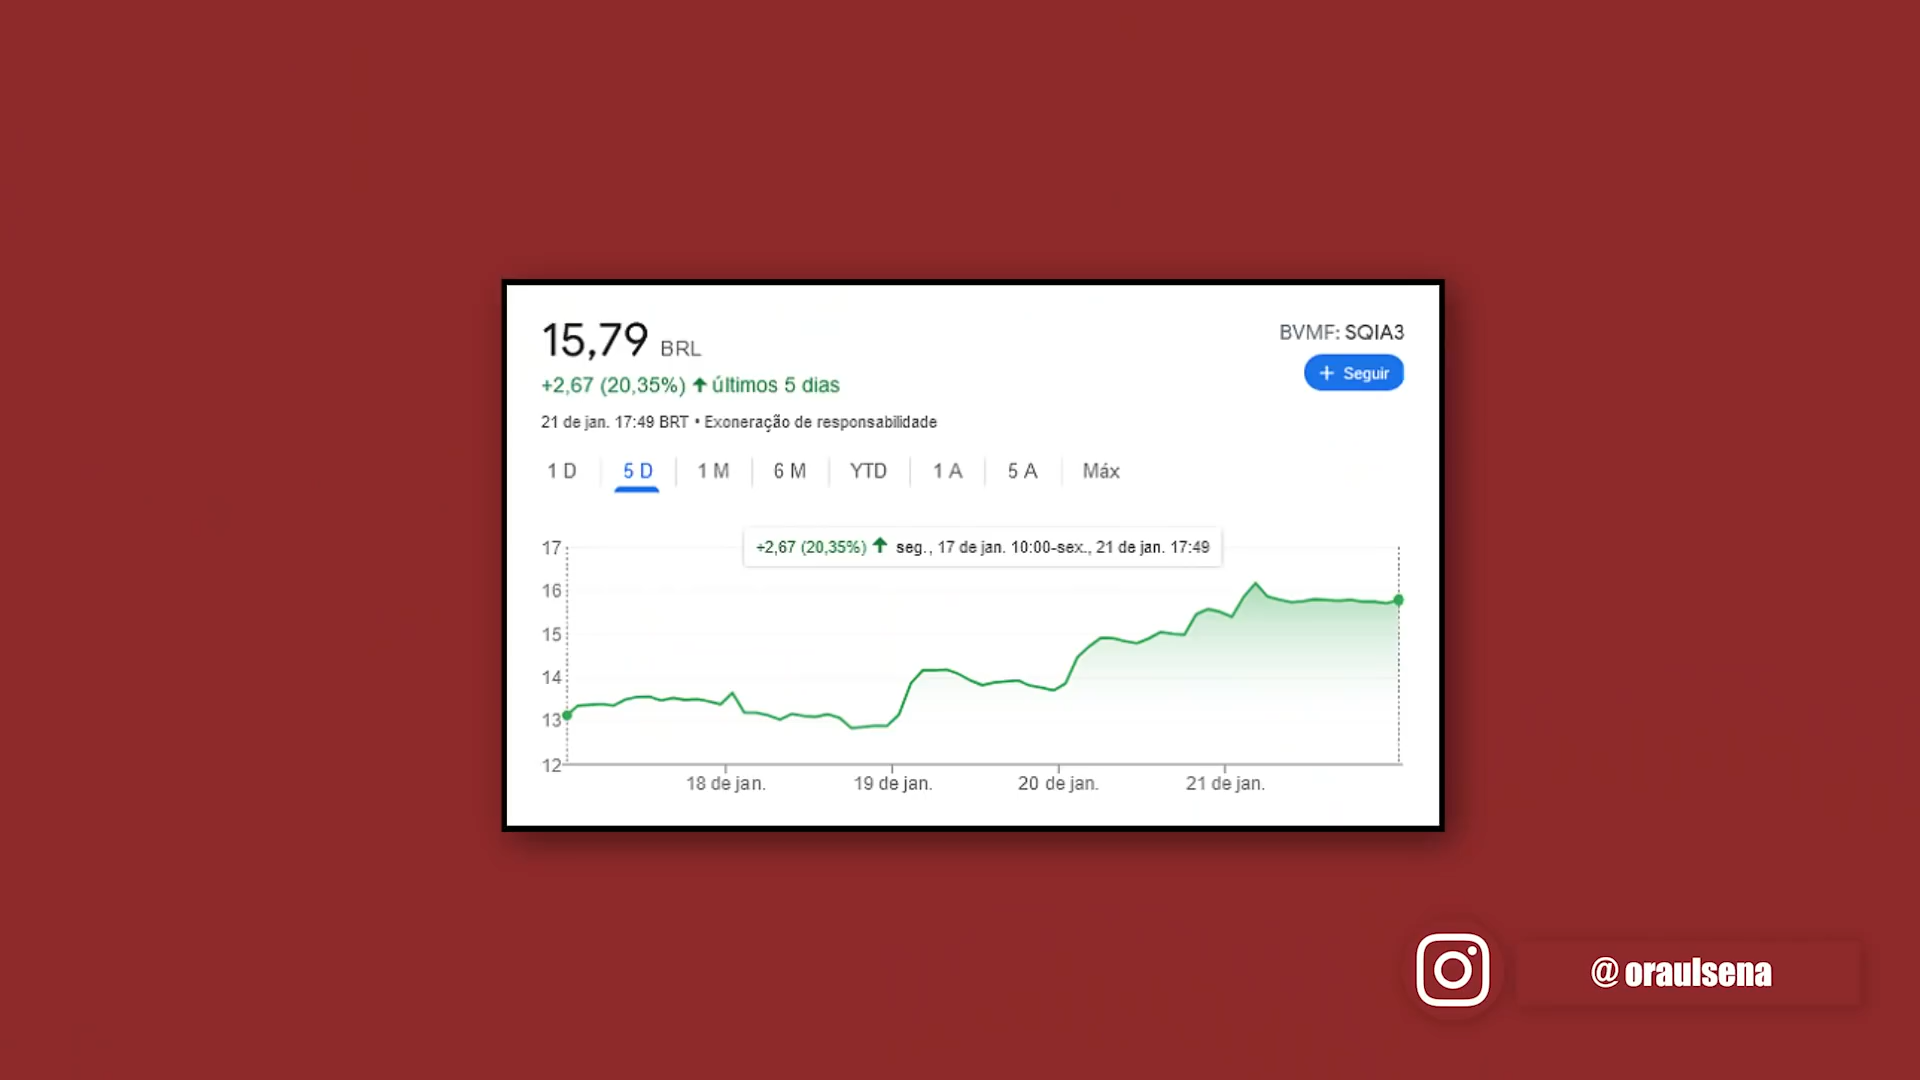 15,79 BRL
BVMF: SQIA3
+2,67 (20,35%) ↑ últimos 5 dias
+ Seguir
21 de jan. 17:49 BRT • Exoneração de responsabilidade
1 D 5 D 1 M 6 M YTD 1 A 5 A Máx
+2,67 (20,35%) ↑ seg., 17 de jan. 10:00-sex., 21 de jan. 17:49
17
16
15
14
13
12
18 de jan. 19 de jan. 20 de jan. 21 de jan.
@oraulsena